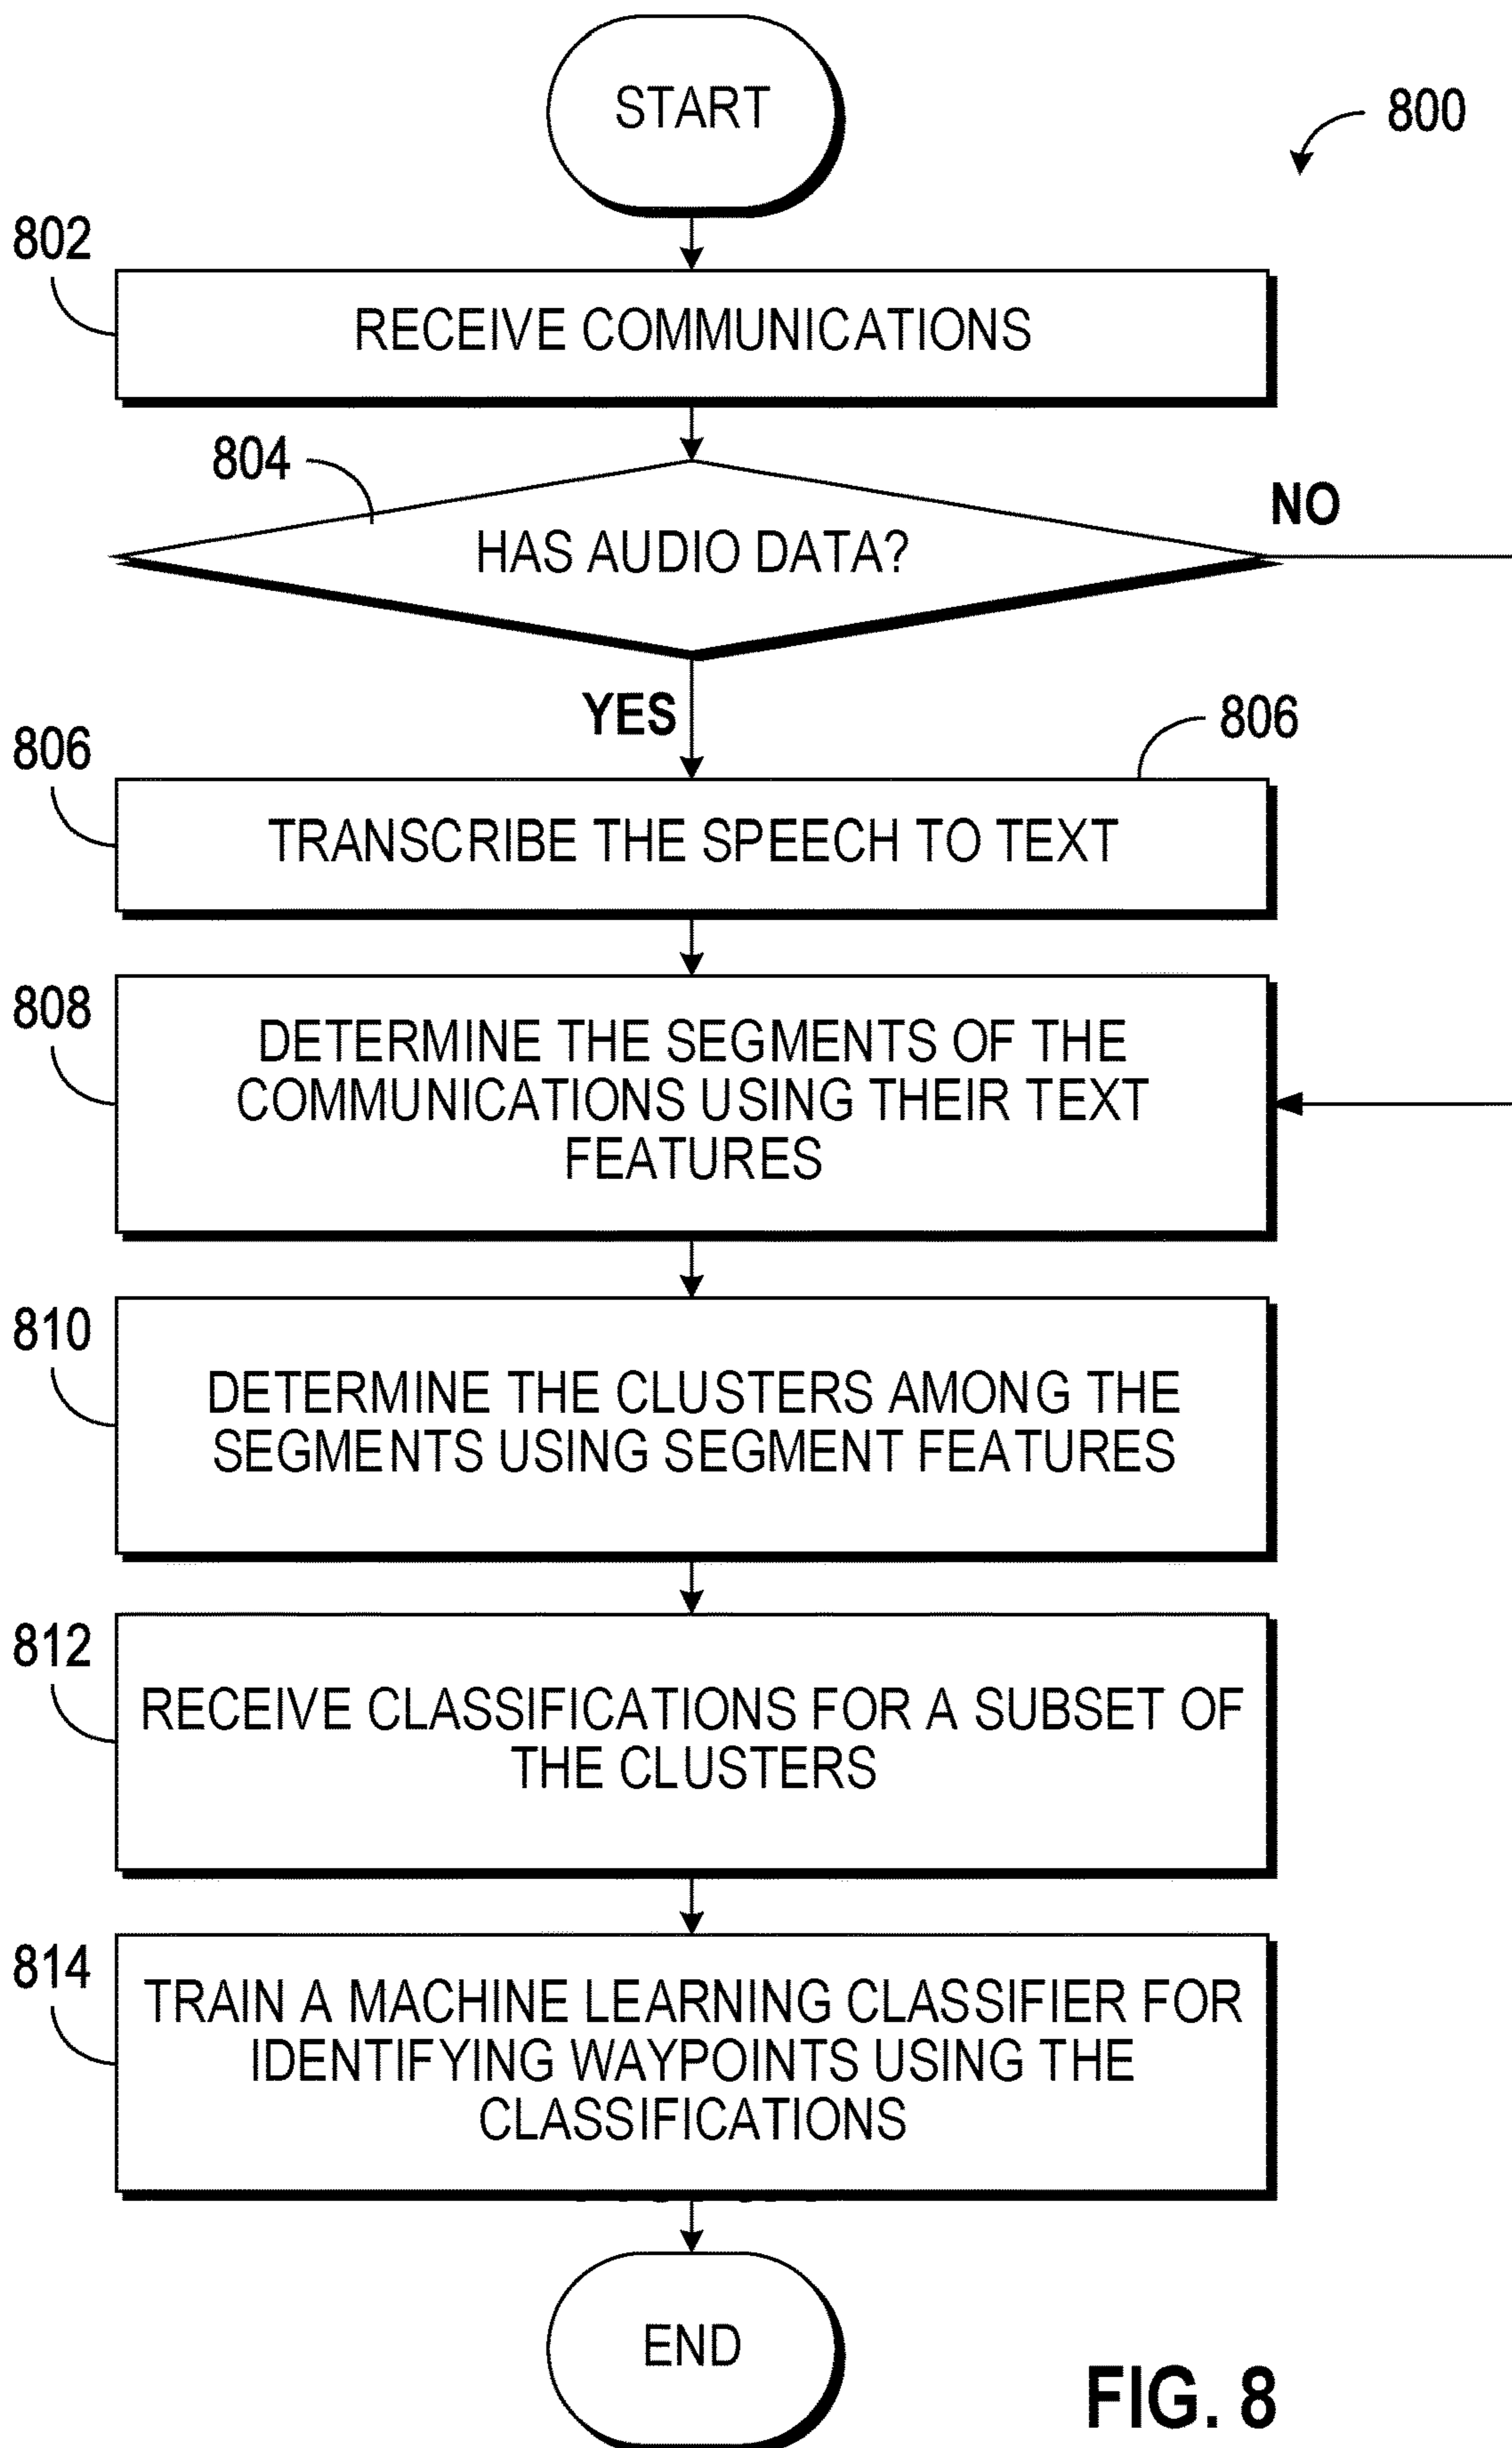 START
800
802
RECEIVE COMMUNICATIONS
804
HAS AUDIO DATA?
NO
YES
806
806
TRANSCRIBE THE SPEECH TO TEXT
808
DETERMINE THE SEGMENTS OF THE
COMMUNICATIONS USING THEIR TEXT
FEATURES
810
DETERMINE THE CLUSTERS AMONG THE
SEGMENTS USING SEGMENT FEATURES
812
RECEIVE CLASSIFICATIONS FOR A SUBSET OF
THE CLUSTERS
814
TRAIN A MACHINE LEARNING CLASSIFIER FOR
IDENTIFYING WAYPOINTS USING THE
CLASSIFICATIONS
END
FIG. 8